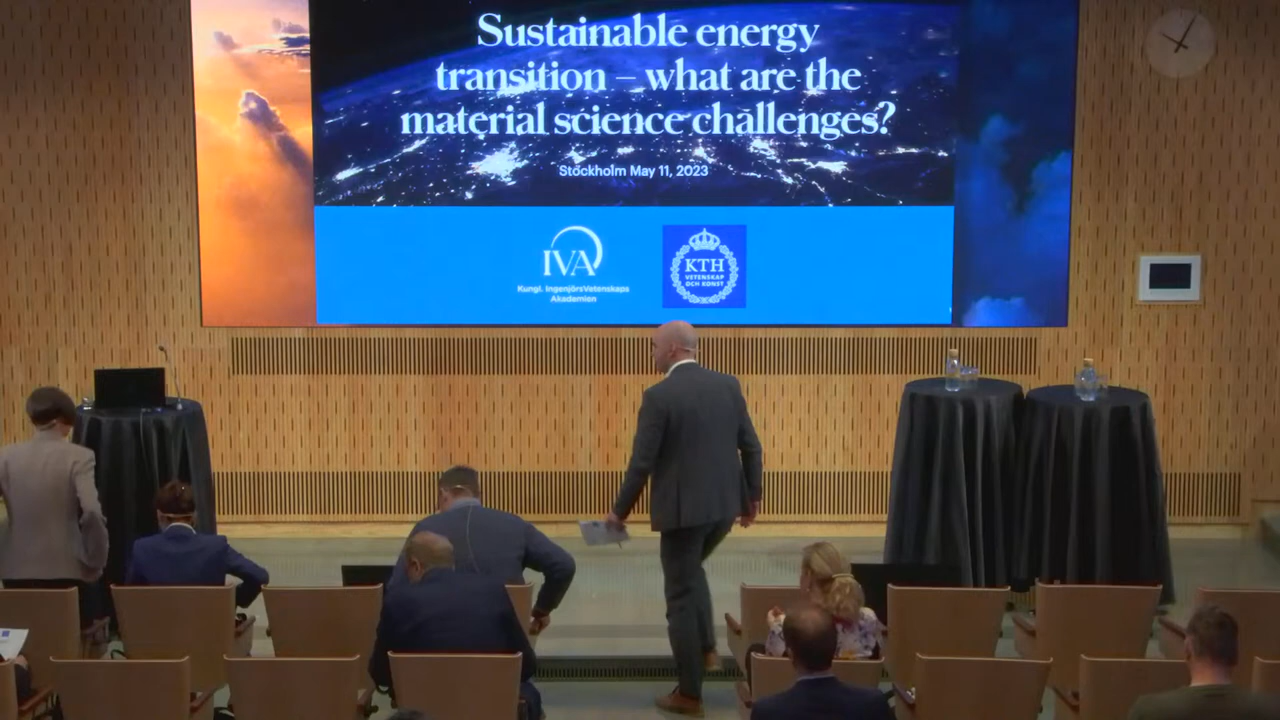 Sustainable energy
transition – what are the
material science challenges?
Stockholm May 11, 2023
IVA
Kungl. IngenjörsVetenskaps
Akademien
KTH
VETENSKAP
OCH KONST